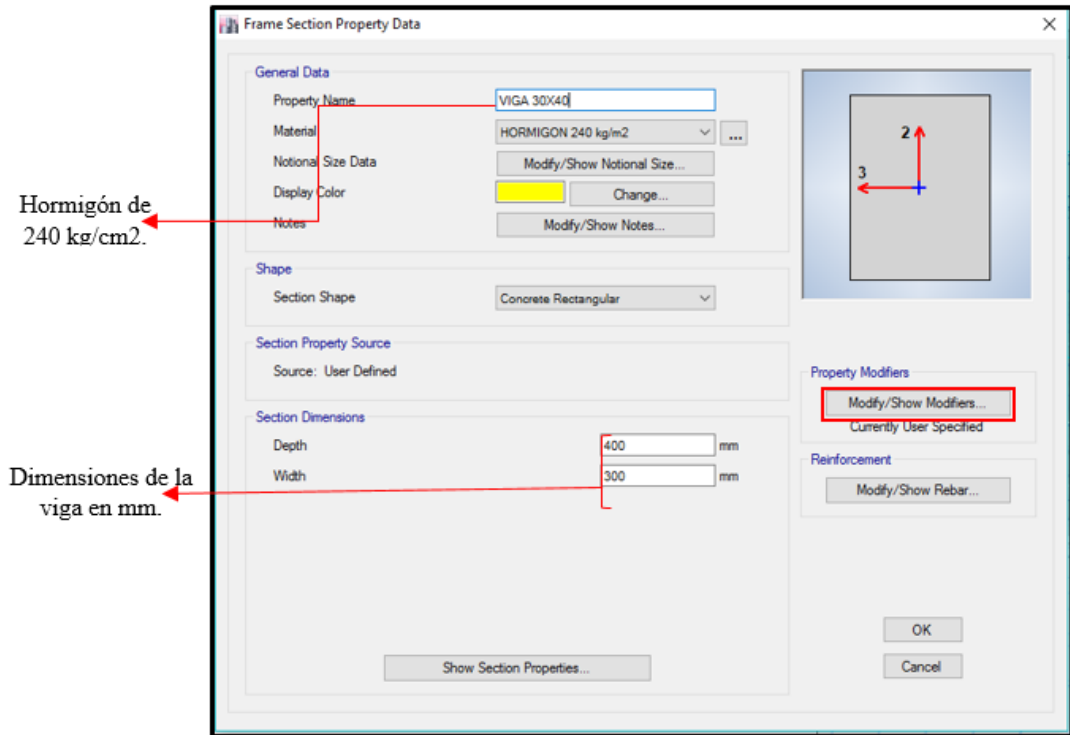 Frame Section Property Data
General Data
Property Name VIGA 30X40
Material HORMIGON 240 kg/m2 ...
Notional Size Data Modify/Show Notional Size...
Display Color Change...
Notes Modify/Show Notes...
Hormigón de
240 kg/cm2.
2
3
Shape
Section Shape Concrete Rectangular
Section Property Source
Source: User Defined
Property Modifiers
Modify/Show Modifiers...
Currently User Specified
Section Dimensions
Depth 400 mm
Width 300 mm
Dimensiones de la
viga en mm.
Reinforcement
Modify/Show Rebar...
OK
Show Section Properties...
Cancel